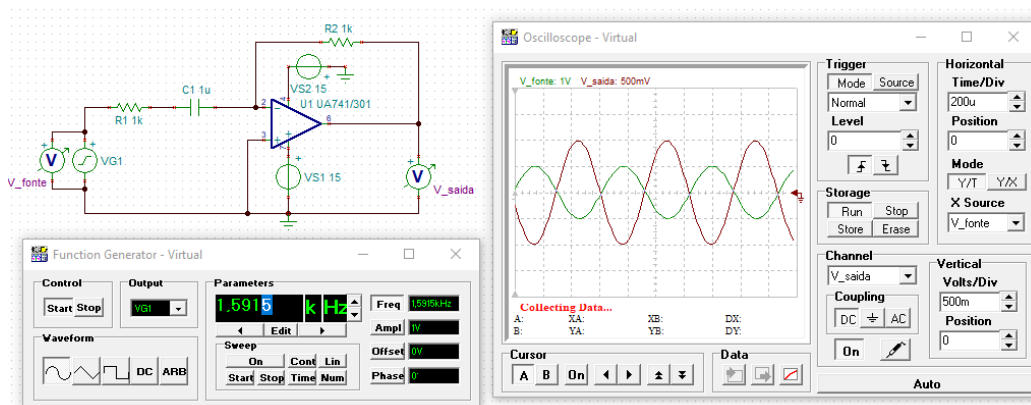 R2 1k
VS2 15
C1 1u
U1 UA741/301
R1 1k
2
4
6
3
7
V
VG1
V_fonte
VS1 15
V
V_saida
Function Generator - Virtual
Control
Start Stop
Output
VG1
Parameters
1.5915 k Hz
Edit
Sweep
On Cont Lin
Start Stop Time Num
Freq 1,5915kHz
Ampl 1V
Offset 0V
Phase 0'
Waveform
DC ARB
Oscilloscope - Virtual
V_fonte: 1V V_saida: 500mV
Collecting Data...
A: XA: XB: DX:
B: YA: YB: DY:
Cursor
A B On
Data
Trigger
Mode Source
Normal
Level
0
Storage
Run Stop
Store Erase
Horizontal
Time/Div
200u
Position
0
Mode
Y/T Y/X
X Source
V_fonte
Channel
V_saida
Coupling
DC AC
On
Vertical
Volts/Div
500m
Position
0
Auto